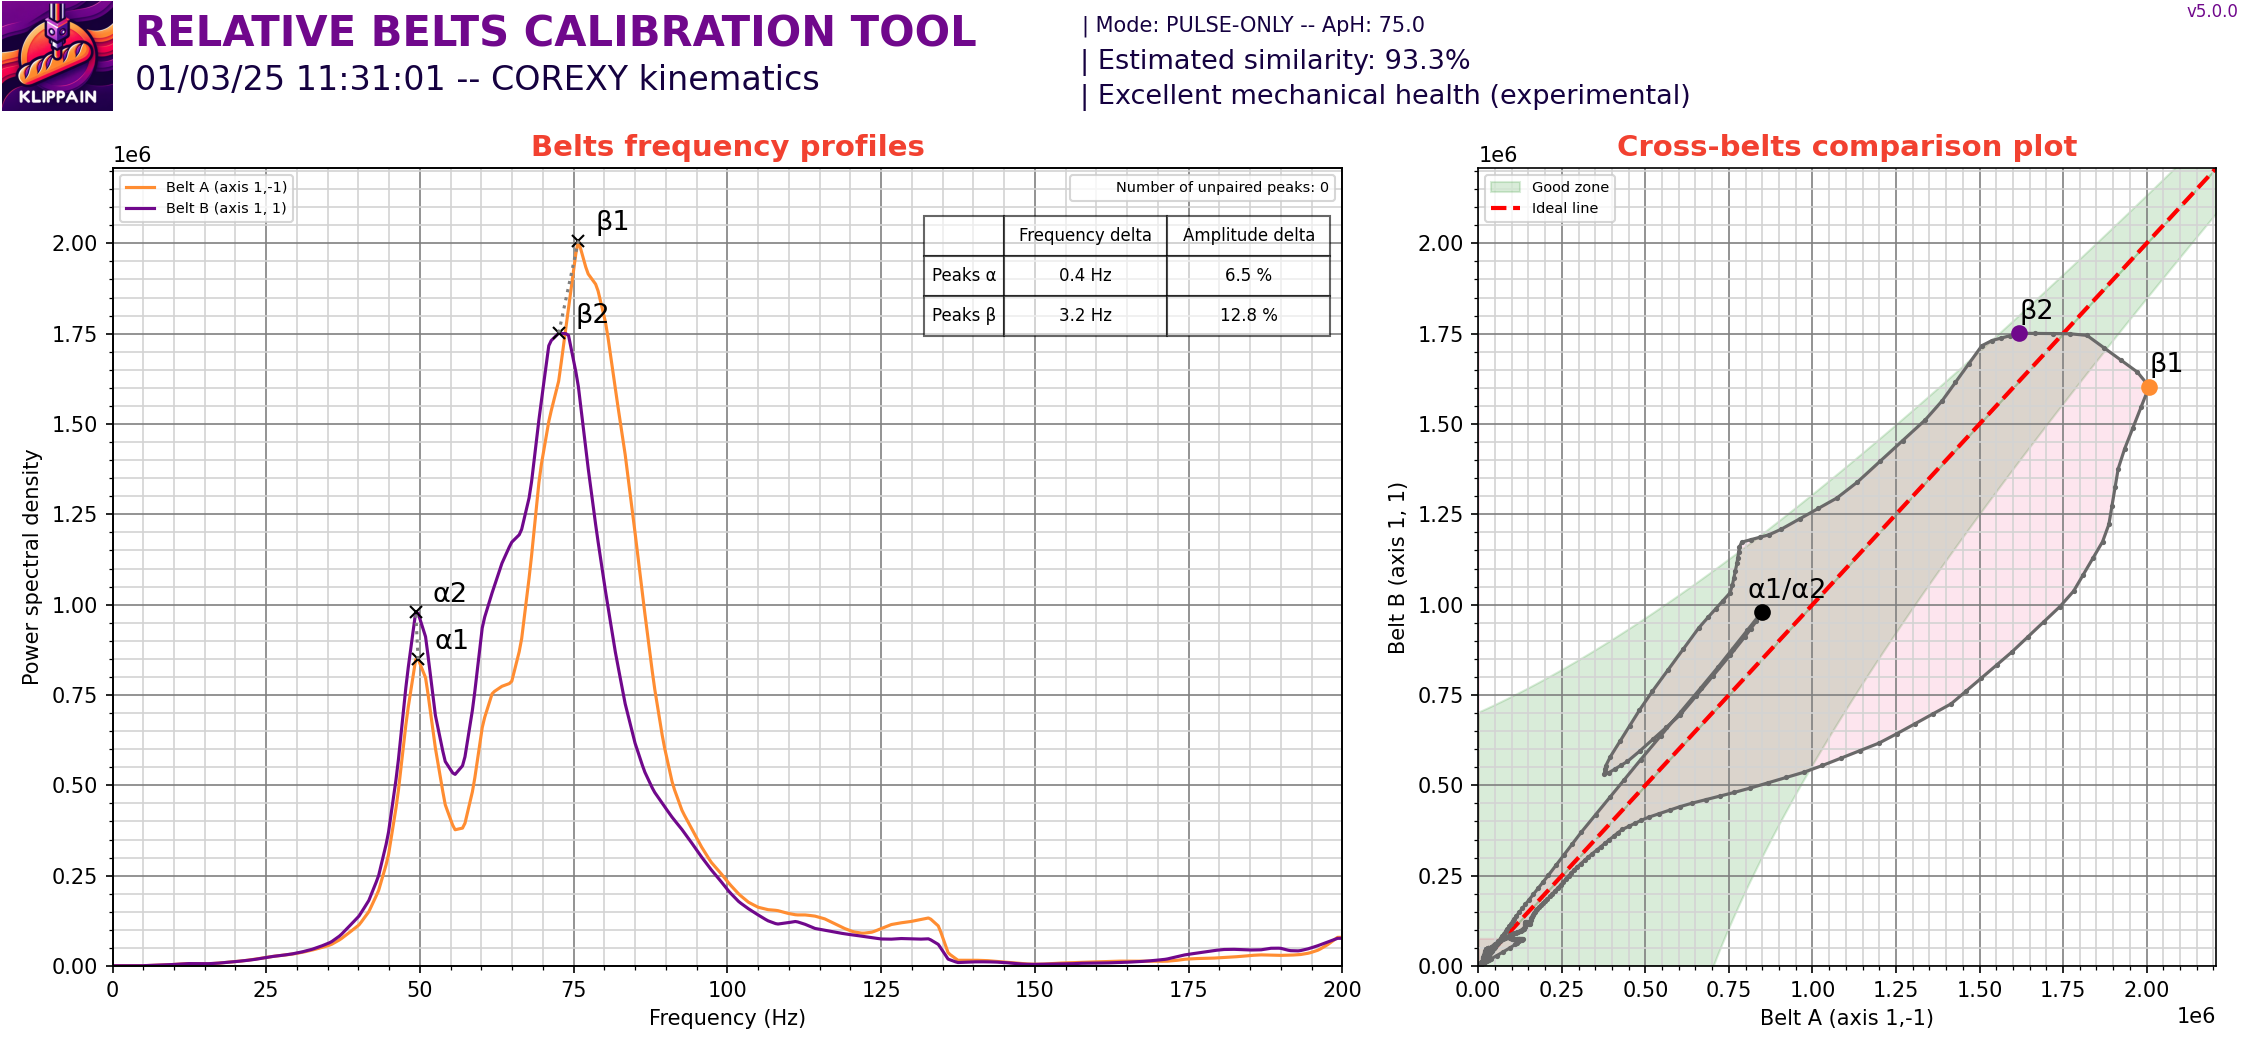 KLIPPAIN
RELATIVE BELTS CALIBRATION TOOL
01/03/25 11:31:01 -- COREXY kinematics
| Mode: PULSE-ONLY -- ApH: 75.0
| Estimated similarity: 93.3%
| Excellent mechanical health (experimental)
v5.0.0
Belts frequency profiles
1e6
Belt A (axis 1,-1)
Belt B (axis 1, 1)
Number of unpaired peaks: 0
Frequency delta Amplitude delta
Peaks α 0.4 Hz 6.5 %
Peaks β 3.2 Hz 12.8 %
β1
β2
α2
α1
Power spectral density
2.00
1.75
1.50
1.25
1.00
0.75
0.50
0.25
0.00
0 25 50 75 100 125 150 175 200
Frequency (Hz)
Cross-belts comparison plot
1e6
Good zone
Ideal line
β2
β1
α1/α2
Belt B (axis 1, 1)
2.00
1.75
1.50
1.25
1.00
0.75
0.50
0.25
0.00
0.00 0.25 0.50 0.75 1.00 1.25 1.50 1.75 2.00
Belt A (axis 1,-1)
1e6